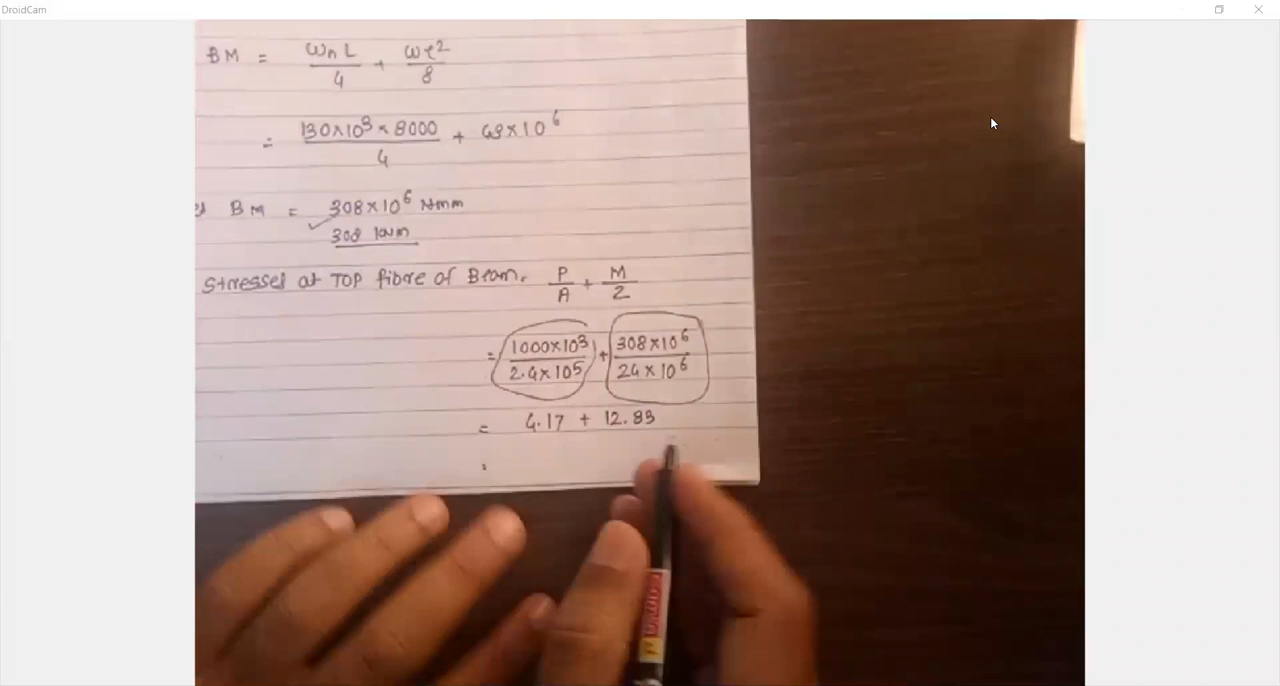 DroidCam
BM = WnL/4 + Wl²/8
= 130×10³ × 8000/4 + 48×10⁶
BM = 308×10⁶ Nmm
308 kNm
Stresses at TOP fibre of Beam. P/A + M/Z
= 1000×10³/2.4×10⁵ + 308×10⁶/24×10⁶
= 4.17 + 12.83